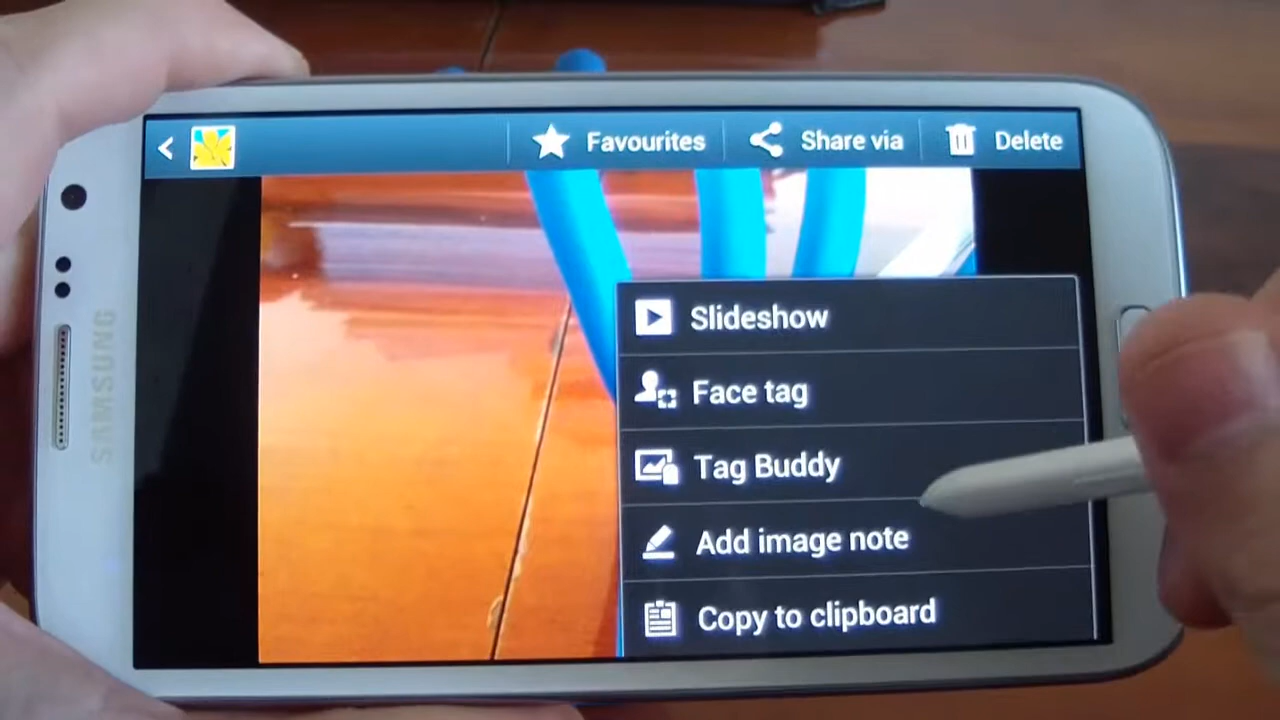 Favourites
Share via
Delete
SAMSUNG
Slideshow
Face tag
Tag Buddy
Add image note
Copy to clipboard